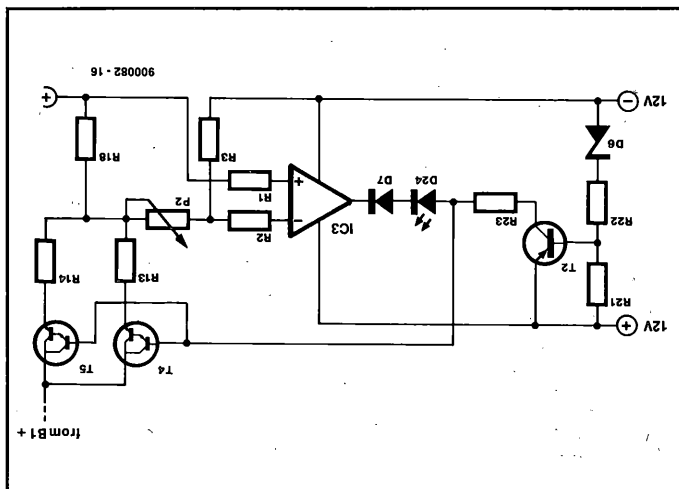 from B1 +
T5
T4
+ 12V
R21
R14
R13
T2
IC3
R2
R23
R22
P2
R1
+
−
D24
D7
R18
R3
D6
− 12V
+
900082 - 16